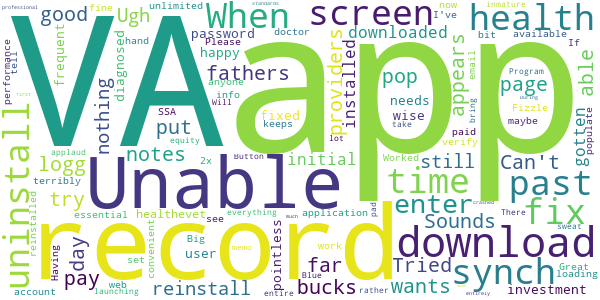 professional fine Ugh good unlimited When screen health
performance tell diagnosed frequent hand password doctor downloaded Please I've now If immature bit available
VA app
fathers happy anyone pop providers installed appears page able
nothing info Will fixed needs wise Fizzle email Program During bring populate
uninstall put SSA keeps take paid verify maybe gotten
applaud equity lot standards
logg notes 2x Button initial Worked still Can't past
terribly Unable time
try healthevet enter fix
reinstalled essential everything application pad There crashed
Having day Big see memo pointless work Sounds sweat
record download
user convenient set far Tried Great loading
pay web Blue bucks wants synch
account launching reinstall entire rather entirely investment